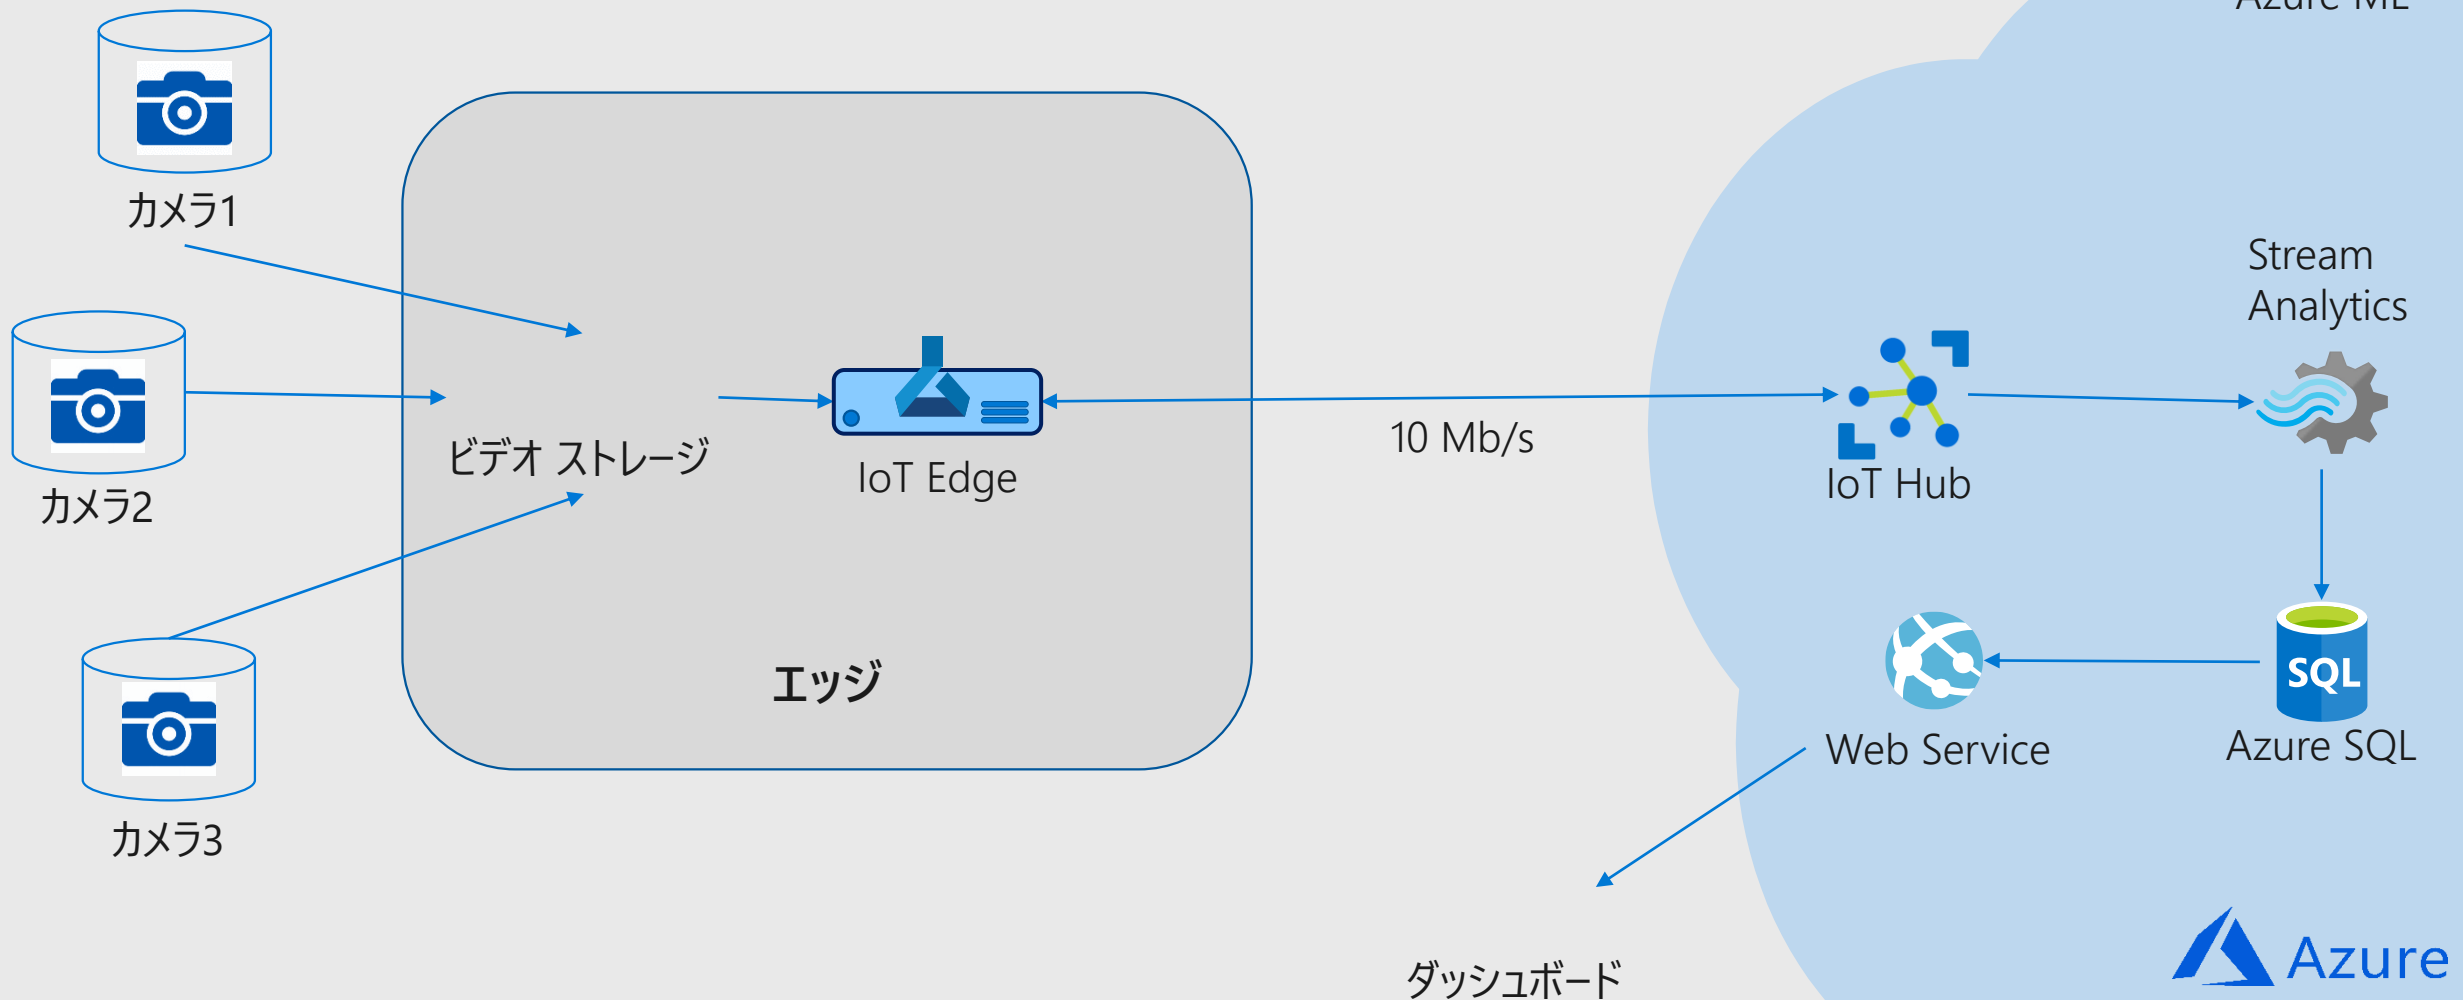 Azure ML
カメラ1
Stream
Analytics
10 Mb/s
ビデオ ストレージ
IoT Edge
IoT Hub
カメラ2
エッジ
SQL
Web Service
Azure SQL
カメラ3
Azure
ダッシュボード